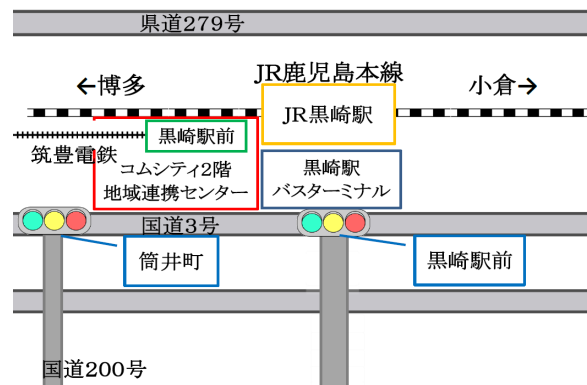 県道279号
JR鹿児島本線
←博多
小倉→
JR黒崎駅
黒崎駅前
筑豊電鉄
コムシティ2階
地域連携センター
黒崎駅
バスターミナル
国道3号
筒井町
黒崎駅前
国道200号